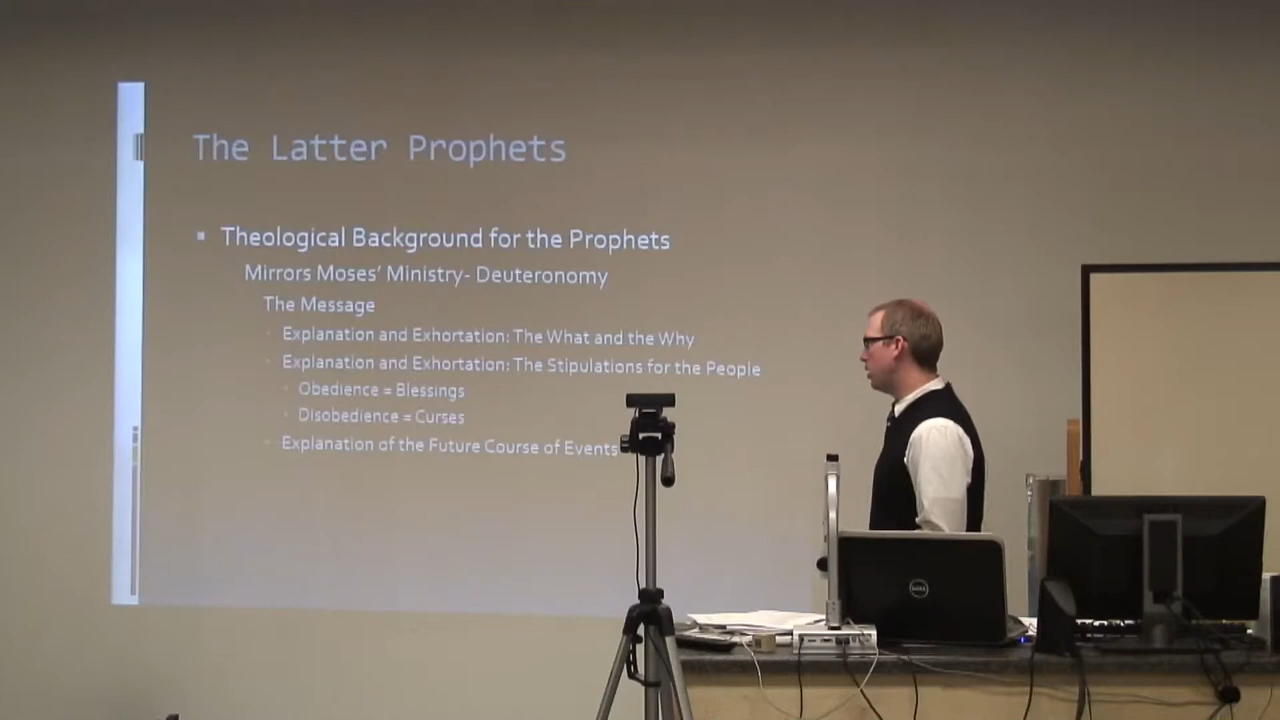 The Latter Prophets
Theological Background for the Prophets
Mirrors Moses' Ministry- Deuteronomy
The Message
Explanation and Exhortation: The What and the Why
Explanation and Exhortation: The Stipulations for the People
Obedience = Blessings
Disobedience = Curses
Explanation of the Future Course of Events
DELL